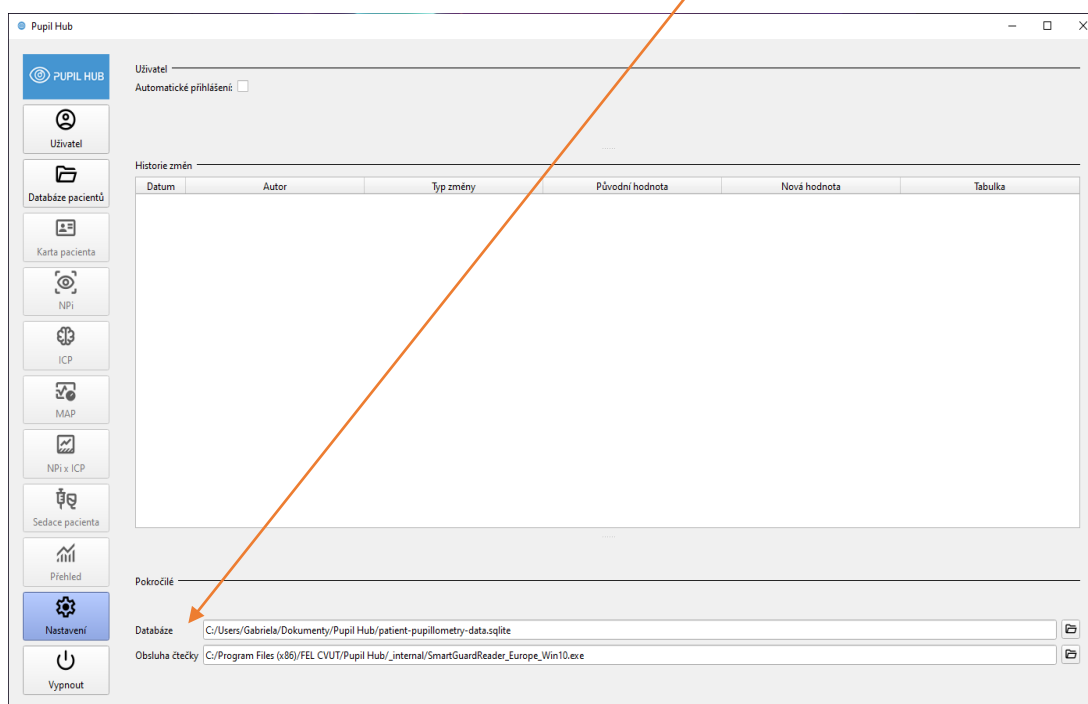 Pupil Hub
PUPIL HUB
Uživatel
Databáze pacientů
Karta pacienta
NPi
ICP
MAP
NPi x ICP
Sedace pacienta
Přehled
Nastavení
Vypnout
Uživatel
Automatické přihlášení:
Historie změn
Datum Autor Typ změny Původní hodnota Nová hodnota Tabulka
Pokročilé
Databáze C:/Users/Gabriela/Dokumenty/Pupil Hub/patient-pupillometry-data.sqlite
Obsluha čtečky C:/Program Files (x86)/FEL CVUT/Pupil Hub/_internal/SmartGuardReader_Europe_Win10.exe